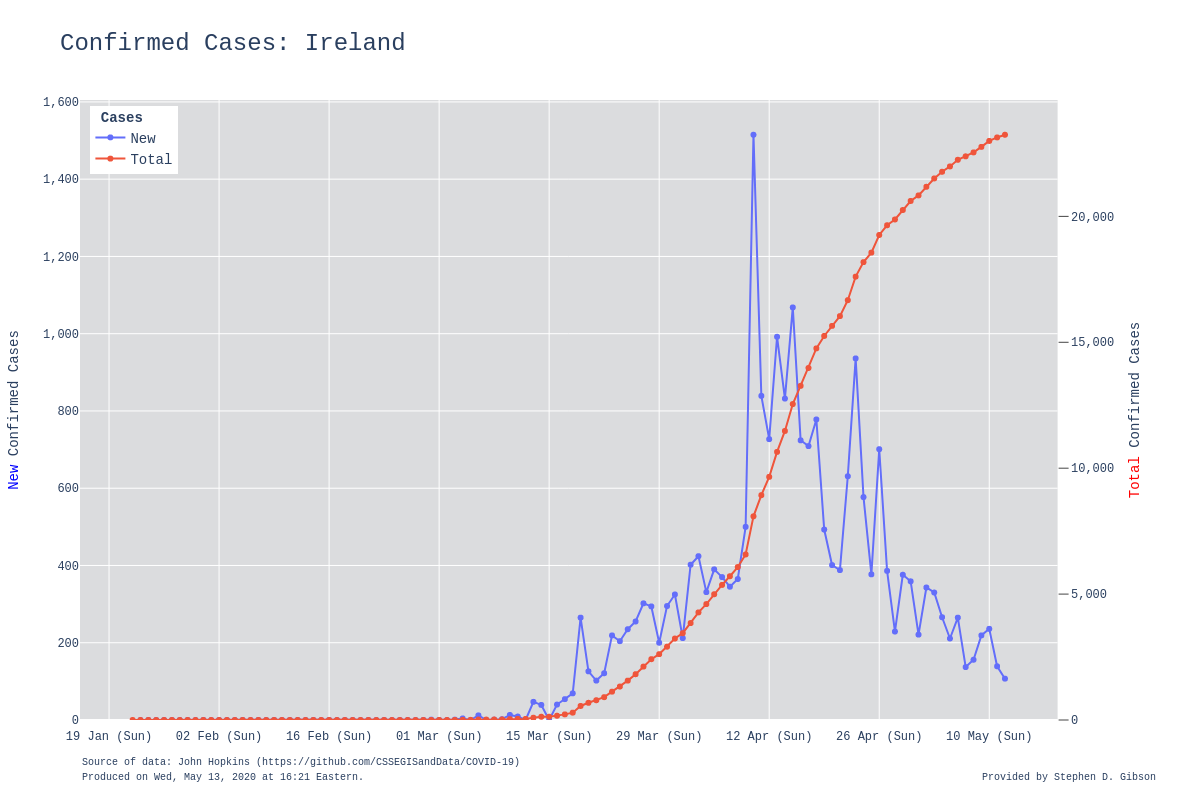 Confirmed Cases: Ireland
Cases
New
Total
1,600
1,400
1,200
1,000
800
600
400
200
0
New Confirmed Cases
20,000
15,000
10,000
5,000
0
Total Confirmed Cases
19 Jan (Sun) 02 Feb (Sun) 16 Feb (Sun) 01 Mar (Sun) 15 Mar (Sun) 29 Mar (Sun) 12 Apr (Sun) 26 Apr (Sun) 10 May (Sun)
Source of data: John Hopkins (https://github.com/CSSEGISandData/COVID-19)
Produced on Wed, May 13, 2020 at 16:21 Eastern.
Provided by Stephen D. Gibson